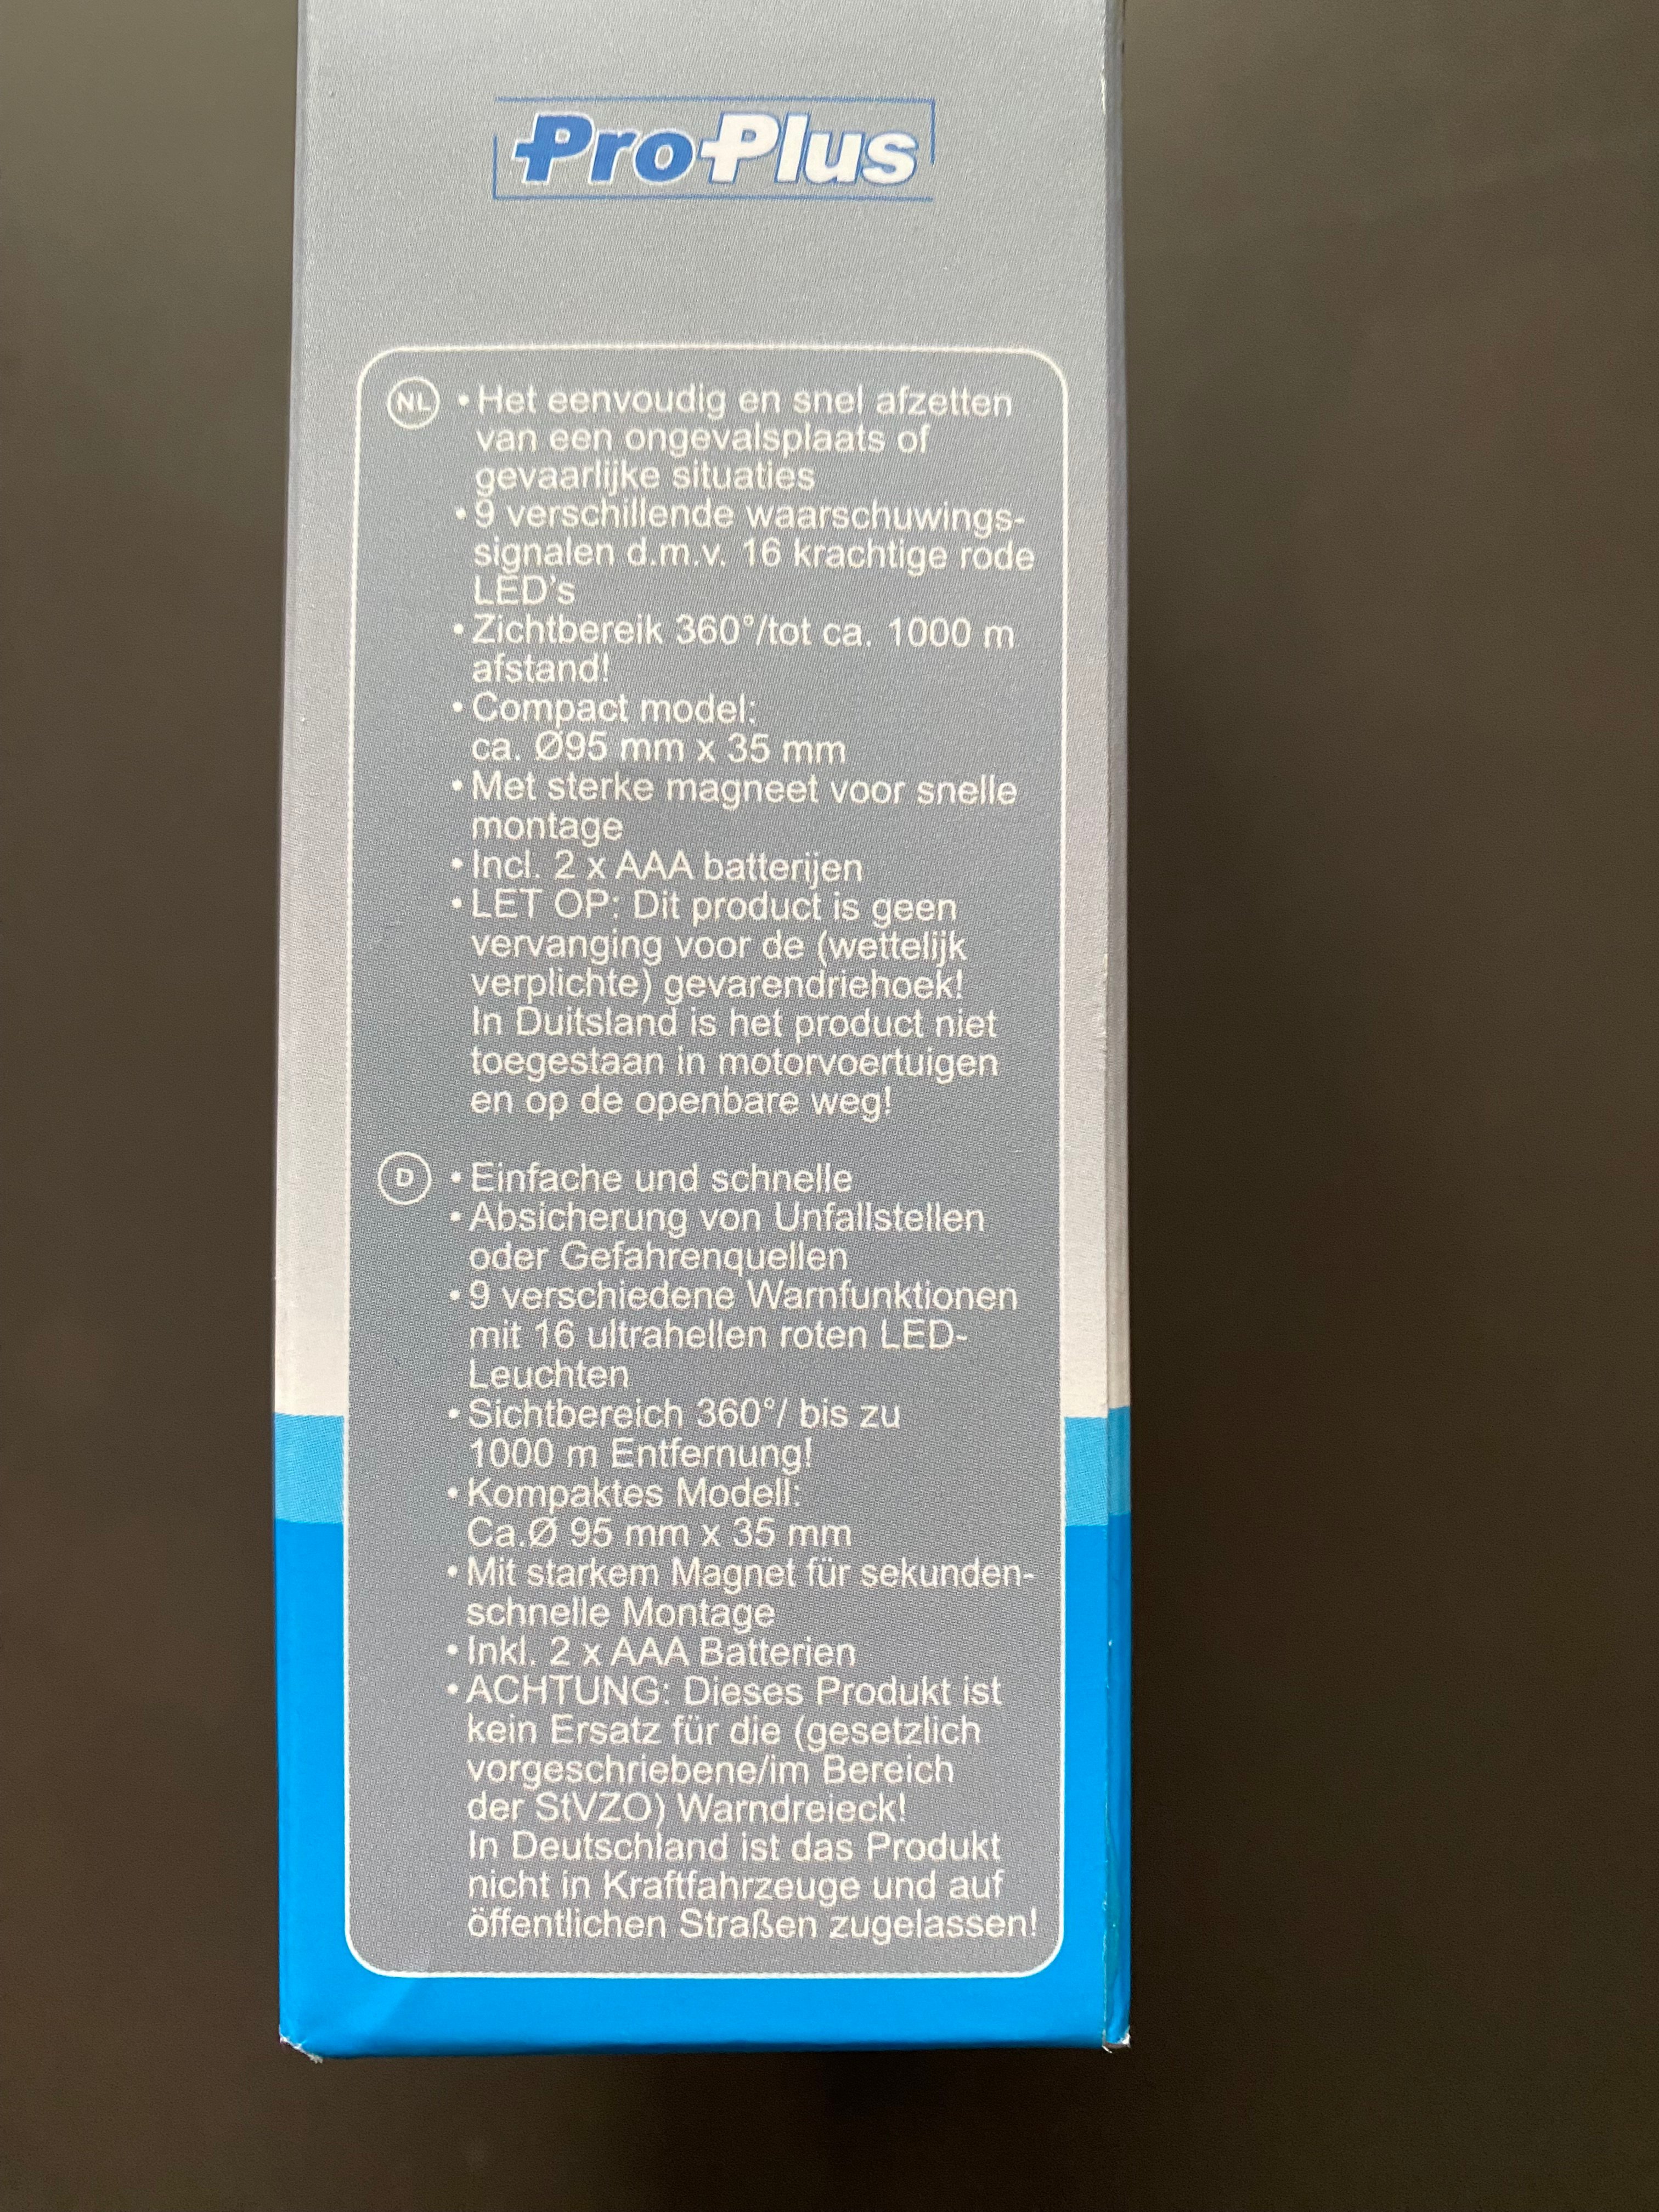 ProPlus
NL • Het eenvoudig en snel afzetten
van een ongevalsplaats of
gevaarlijke situaties
• 9 verschillende waarschuwings-
signalen d.m.v. 16 krachtige rode
LED's
• Zichtbereik 360°/tot ca. 1000 m
afstand!
• Compact model:
ca. Ø95 mm x 35 mm
• Met sterke magneet voor snelle
montage
• Incl. 2 x AAA batterijen
• LET OP: Dit product is geen
vervanging voor de (wettelijk
verplichte) gevarendriehoek!
In Duitsland is het product niet
toegestaan in motorvoertuigen
en op de openbare weg!
D • Einfache und schnelle
• Absicherung von Unfallstellen
oder Gefahrenquellen
• 9 verschiedene Warnfunktionen
mit 16 ultrahellen roten LED-
Leuchten
• Sichtbereich 360°/ bis zu
1000 m Entfernung!
• Kompaktes Modell:
Ca.Ø 95 mm x 35 mm
• Mit starkem Magnet für sekunden-
schnelle Montage
• Inkl. 2 x AAA Batterien
• ACHTUNG: Dieses Produkt ist
kein Ersatz für die (gesetzlich
vorgeschriebene/im Bereich
der StVZO) Warndreieck!
In Deutschland ist das Produkt
nicht in Kraftfahrzeuge und auf
öffentlichen Straßen zugelassen!